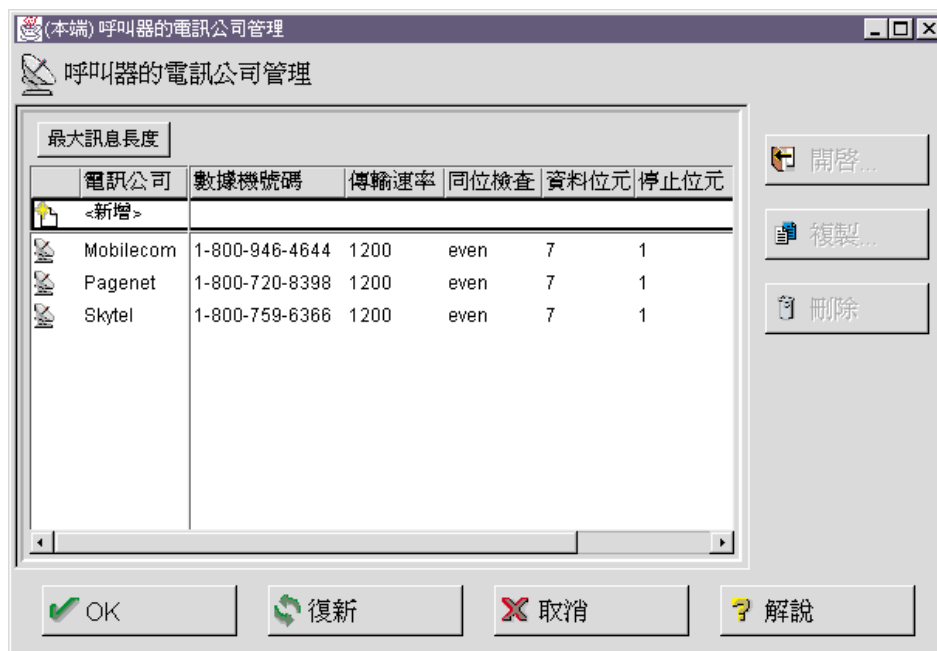 (本端) 呼叫器的電訊公司管理
呼叫器的電訊公司管理
最大訊息長度
電訊公司 數據機號碼 傳輸速率 同位檢查 資料位元 停止位元
<新增>
Mobilecom 1-800-946-4644 1200 even 7 1
Pagenet 1-800-720-8398 1200 even 7 1
Skytel 1-800-759-6366 1200 even 7 1
開啓...
複製...
刪除
OK 復新 取消 解說